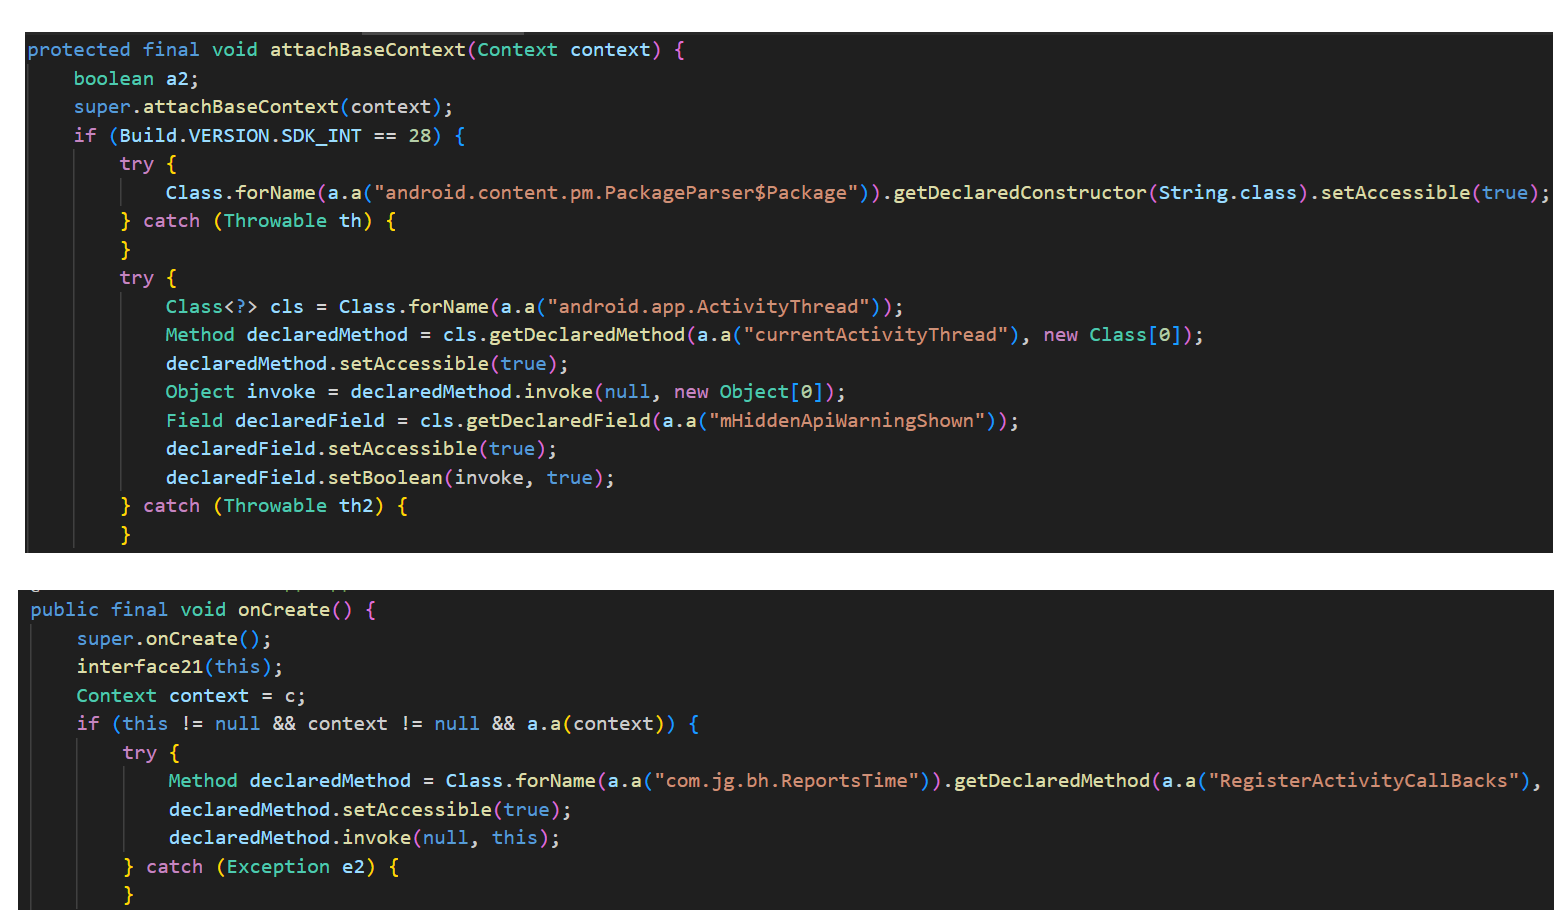 protected final void attachBaseContext(Context context) {
boolean a2;
super.attachBaseContext(context);
if (Build.VERSION.SDK_INT == 28) {
try {
Class.forName(a.a("android.content.pm.PackageParser$Package")).getDeclaredConstructor(String.class).setAccessible(true);
} catch (Throwable th) {
}
try {
Class<?> cls = Class.forName(a.a("android.app.ActivityThread"));
Method declaredMethod = cls.getDeclaredMethod(a.a("currentActivityThread"), new Class[0]);
declaredMethod.setAccessible(true);
Object invoke = declaredMethod.invoke(null, new Object[0]);
Field declaredField = cls.getDeclaredField(a.a("mHiddenApiWarningShown"));
declaredField.setAccessible(true);
declaredField.setBoolean(invoke, true);
} catch (Throwable th2) {
}
public final void onCreate() {
super.onCreate();
interface21(this);
Context context = c;
if (this != null && context != null && a.a(context)) {
try {
Method declaredMethod = Class.forName(a.a("com.jg.bh.ReportsTime")).getDeclaredMethod(a.a("RegisterActivityCallBacks"),
declaredMethod.setAccessible(true);
declaredMethod.invoke(null, this);
} catch (Exception e2) {
}